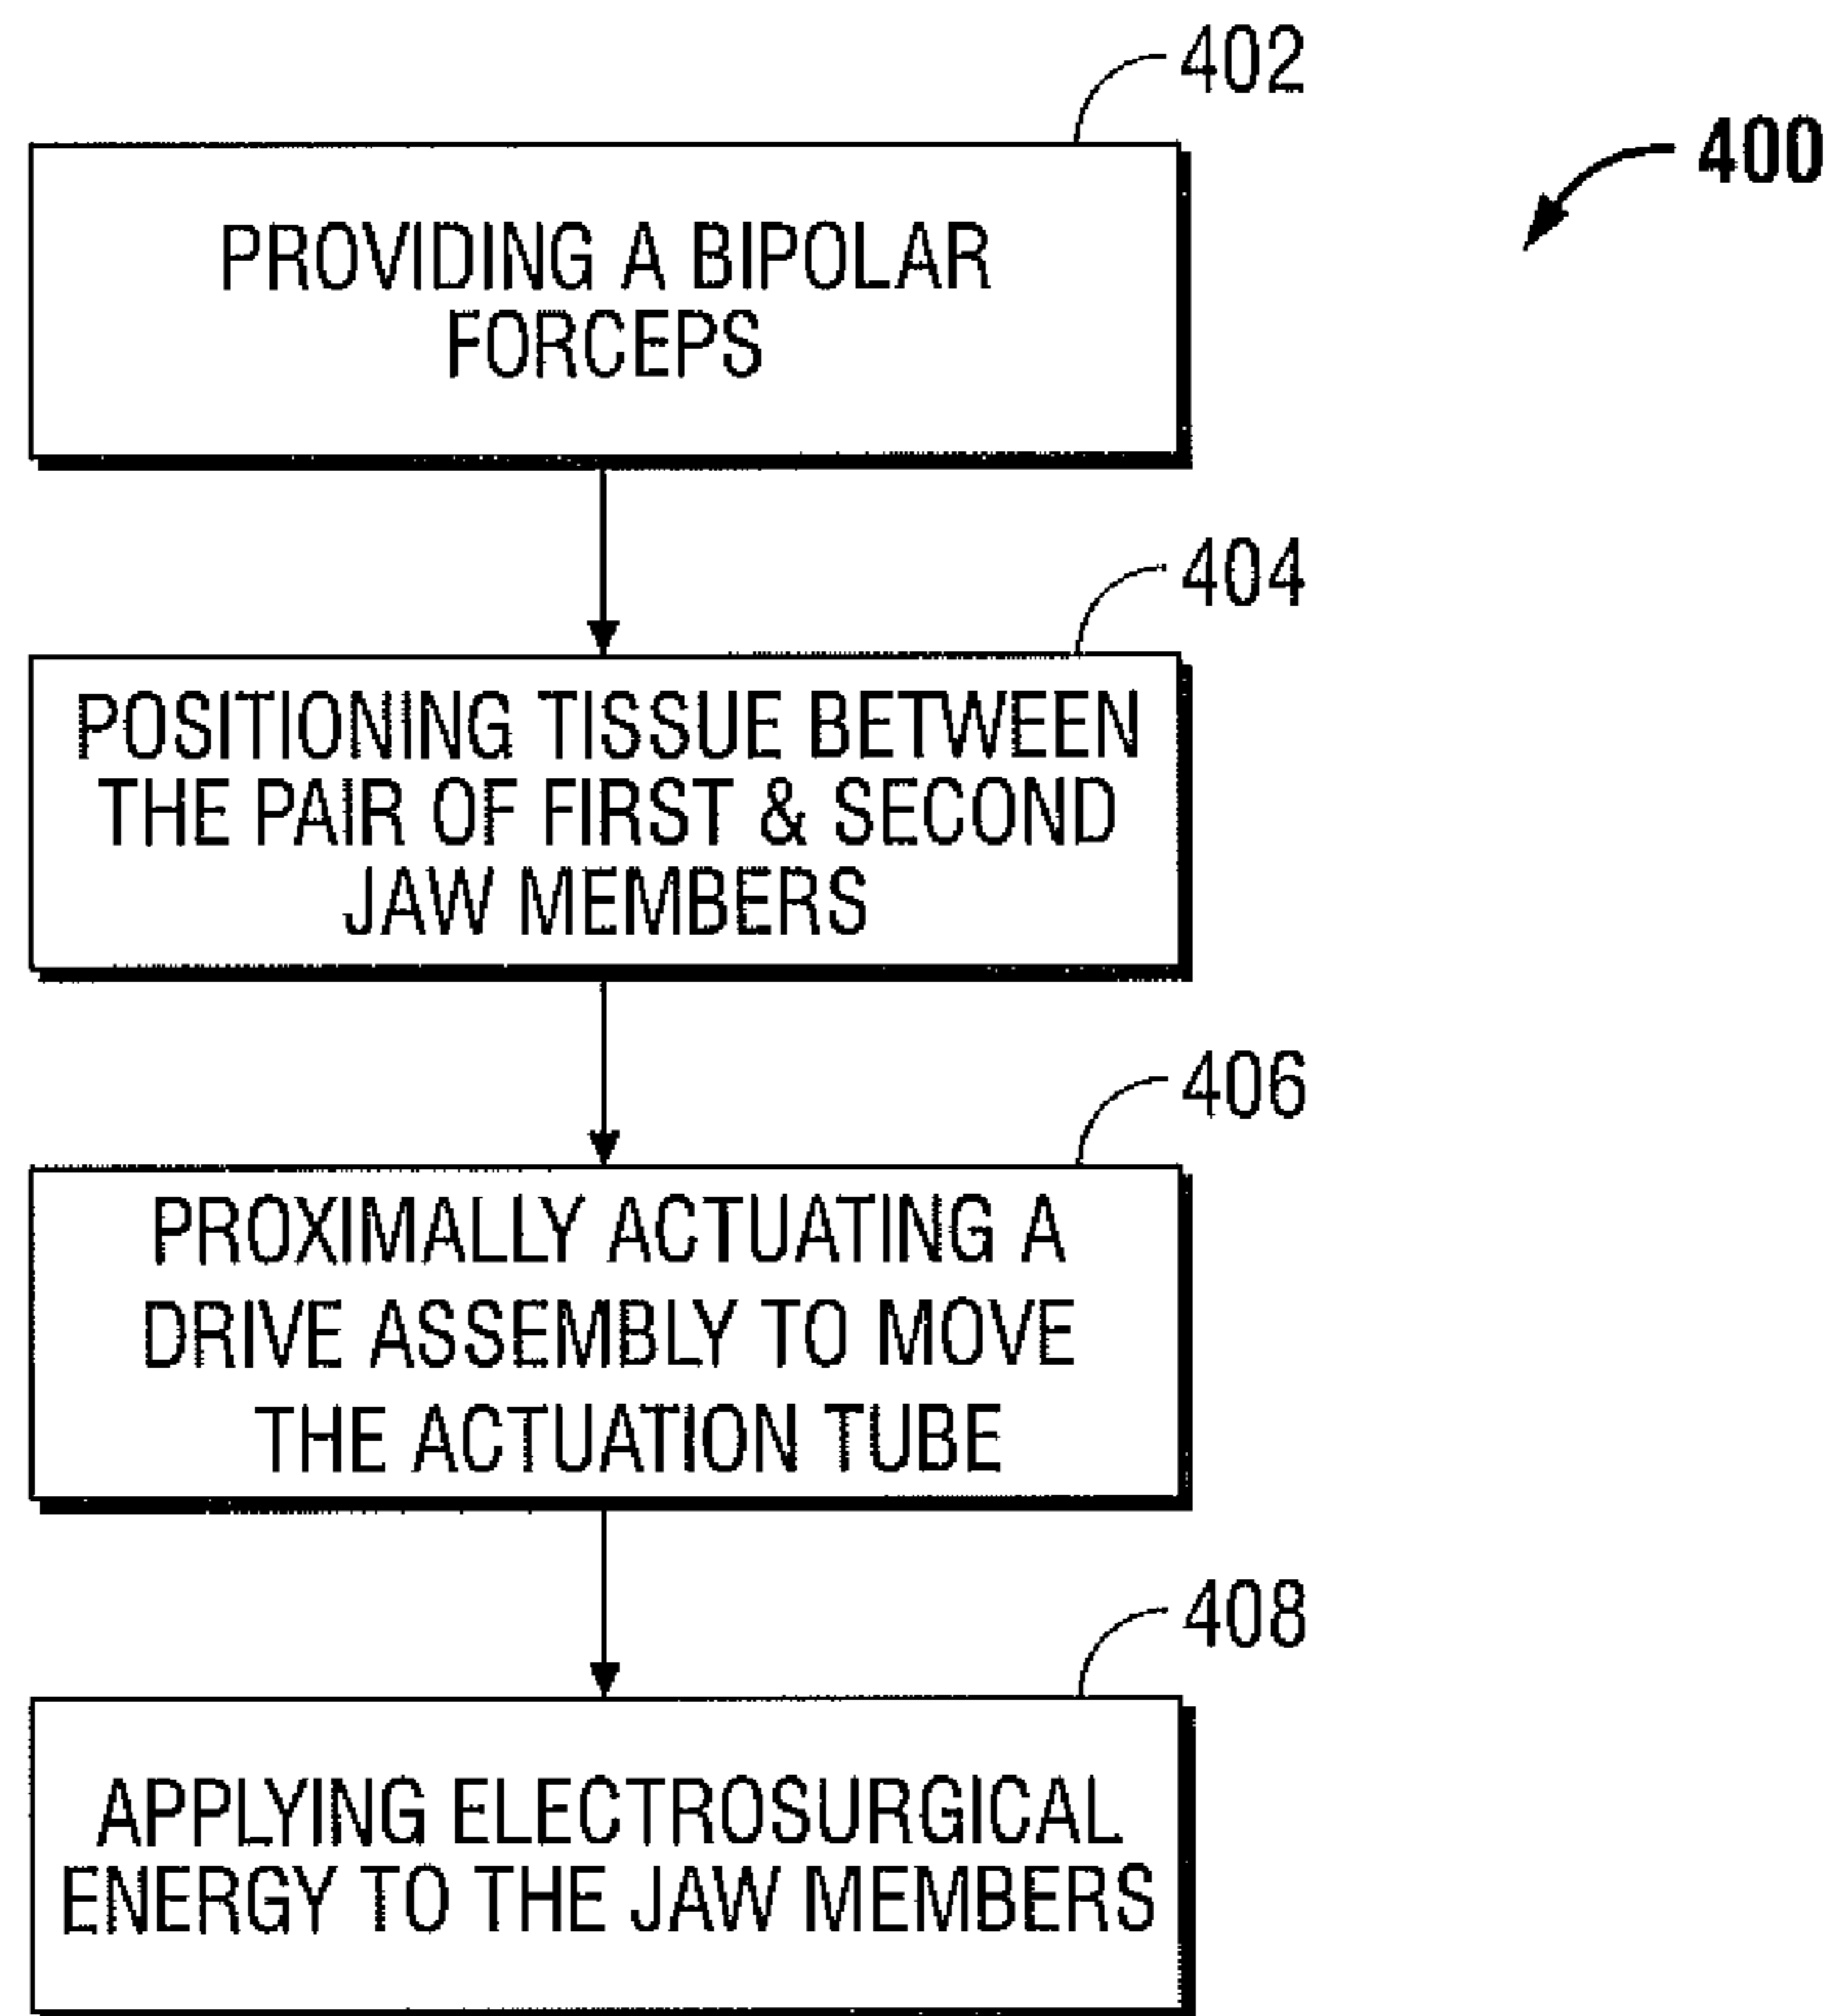 402
400
PROVIDING A BIPOLAR
FORCEPS
404
POSITIONING TISSUE BETWEEN
THE PAIR OF FIRST & SECOND
JAW MEMBERS
406
PROXIMALLY ACTUATING A
DRIVE ASSEMBLY TO MOVE
THE ACTUATION TUBE
408
APPLYING ELECTROSURGICAL
ENERGY TO THE JAW MEMBERS